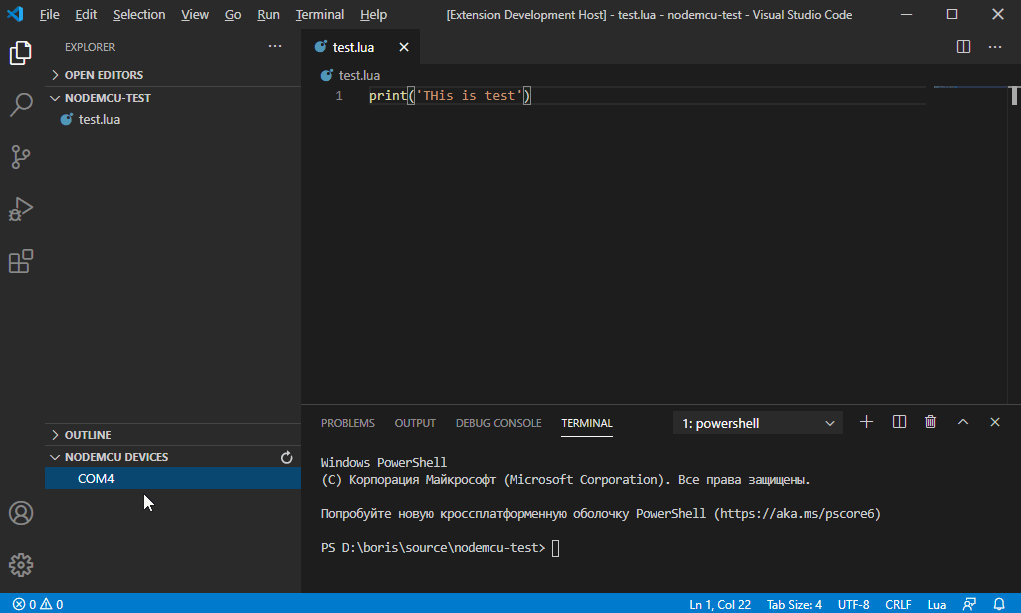 File Edit Selection View Go Run Terminal Help [Extension Development Host] - test.lua - nodemcu-test - Visual Studio Code
EXPLORER
OPEN EDITORS
NODEMCU-TEST
test.lua
test.lua
test.lua
1 print('THis is test')
OUTLINE
NODEMCU DEVICES
COM4
PROBLEMS OUTPUT DEBUG CONSOLE TERMINAL 1: powershell
Windows PowerShell
(C) Корпорация Майкрософт (Microsoft Corporation). Все права защищены.
Попробуйте новую кроссплатформенную оболочку PowerShell (https://aka.ms/pscore6)
PS D:\boris\source\nodemcu-test>
0 0 Ln 1, Col 22 Tab Size: 4 UTF-8 CRLF Lua